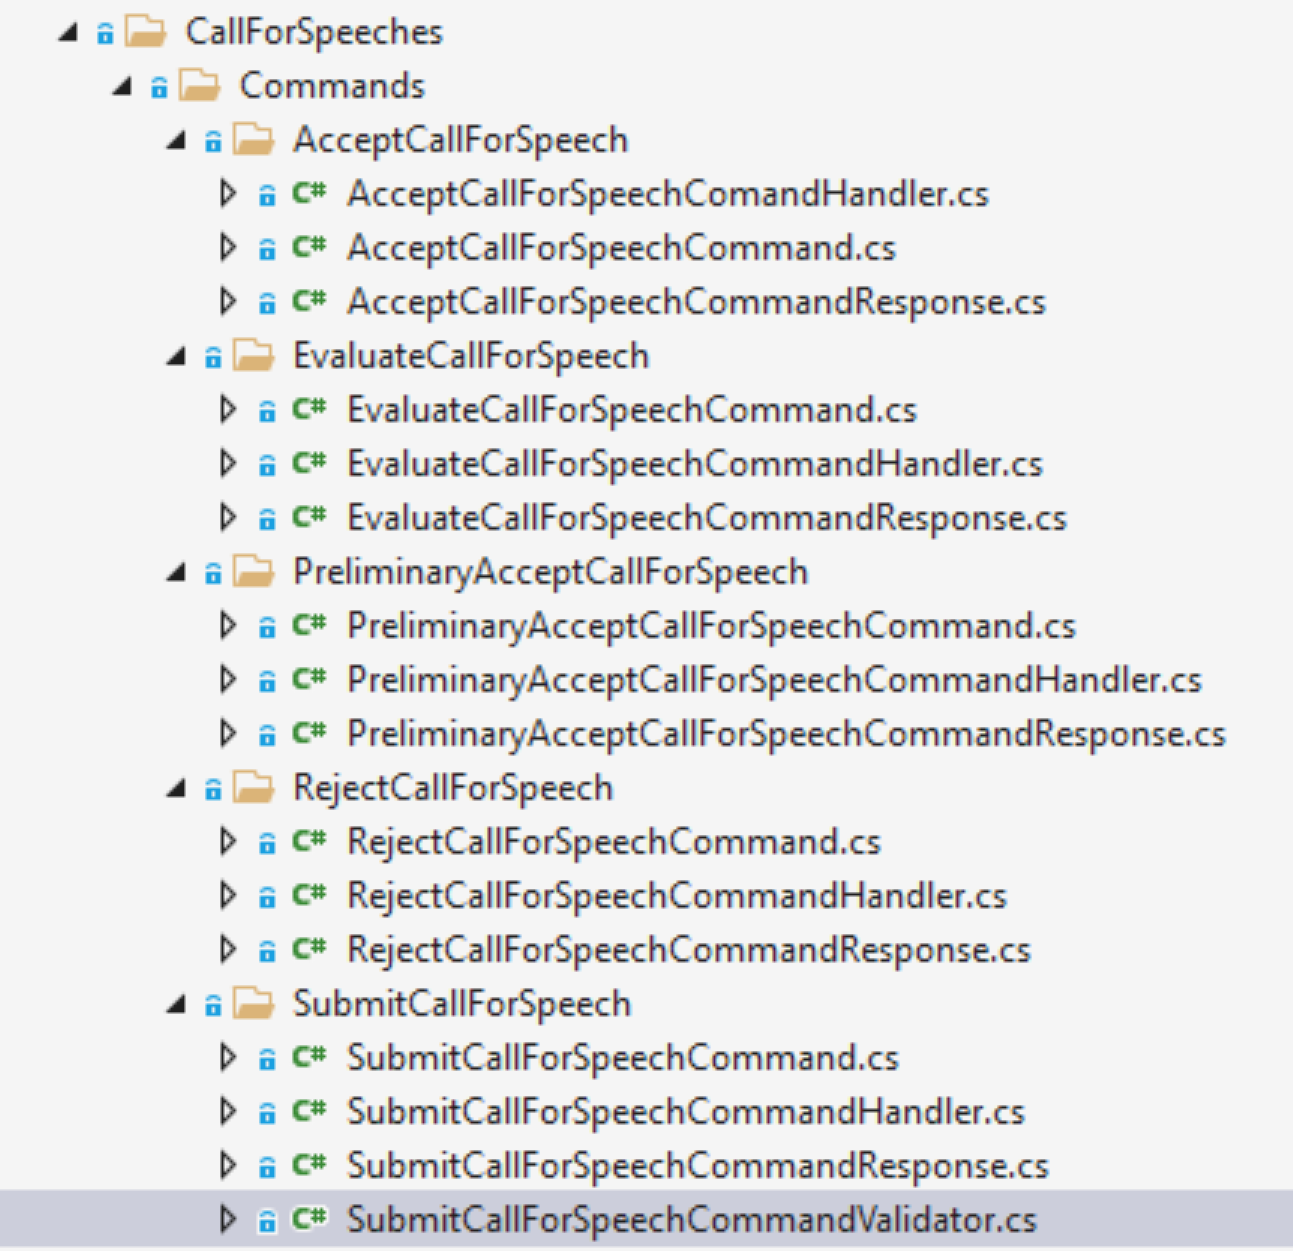 CallForSpeeches
Commands
AcceptCallForSpeech
C# AcceptCallForSpeechComandHandler.cs
C# AcceptCallForSpeechCommand.cs
C# AcceptCallForSpeechCommandResponse.cs
EvaluateCallForSpeech
C# EvaluateCallForSpeechCommand.cs
C# EvaluateCallForSpeechCommandHandler.cs
C# EvaluateCallForSpeechCommandResponse.cs
PreliminaryAcceptCallForSpeech
C# PreliminaryAcceptCallForSpeechCommand.cs
C# PreliminaryAcceptCallForSpeechCommandHandler.cs
C# PreliminaryAcceptCallForSpeechCommandResponse.cs
RejectCallForSpeech
C# RejectCallForSpeechCommand.cs
C# RejectCallForSpeechCommandHandler.cs
C# RejectCallForSpeechCommandResponse.cs
SubmitCallForSpeech
C# SubmitCallForSpeechCommand.cs
C# SubmitCallForSpeechCommandHandler.cs
C# SubmitCallForSpeechCommandResponse.cs
C# SubmitCallForSpeechCommandValidator.cs